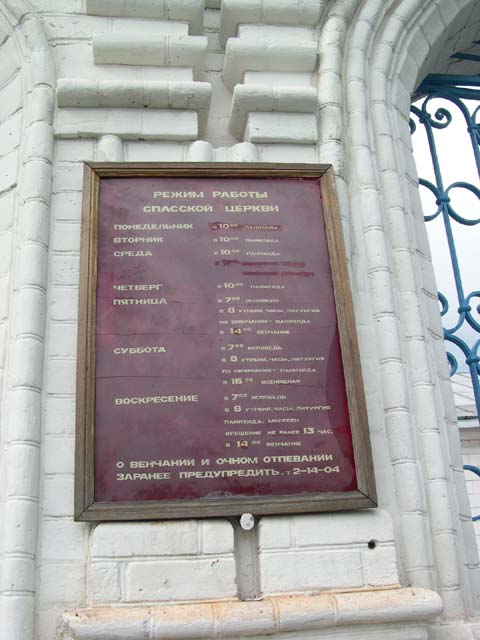 РЕЖИМ РАБОТЫ
СПАССКОЙ ЦЕРКВИ
ПОНЕДЕЛЬНИК В 10⁰⁰ ПАНИХИДА
ВТОРНИК В 10⁰⁰ ПАНИХИДА
СРЕДА В 10⁰⁰ ПАНИХИДА
ЧЕТВЕРГ В 10⁰⁰ ПАНИХИДА
ПЯТНИЦА В 7⁰⁰ ИСПОВЕДЬ
В 8 УТРЕНЯ, ЧАСЫ, ЛИТУРГИЯ
ПО ОКОНЧАНИИ - ПАНИХИДА
В 14⁰⁰ ВЕНЧАНИЕ
СУББОТА В 7⁰⁰ ИСПОВЕДЬ
В 8 УТРЕНЯ, ЧАСЫ, ЛИТУРГИЯ
ПО ОКОНЧАНИИ - ПАНИХИДА
В 16⁰⁰ ВСЕНОЩНАЯ
ВОСКРЕСЕНИЕ В 7⁰⁰ ИСПОВЕДЬ
В 8 УТРЕНЯ, ЧАСЫ, ЛИТУРГИЯ
ПАНИХИДА, МОЛЕБЕН
КРЕЩЕНИЕ НЕ РАНЕЕ 13 ЧАС.
В 14⁰⁰ ВЕНЧАНИЕ
О ВЕНЧАНИИ И ОЧНОМ ОТПЕВАНИИ
ЗАРАНЕЕ ПРЕДУПРЕДИТЬ. Т 2-14-04